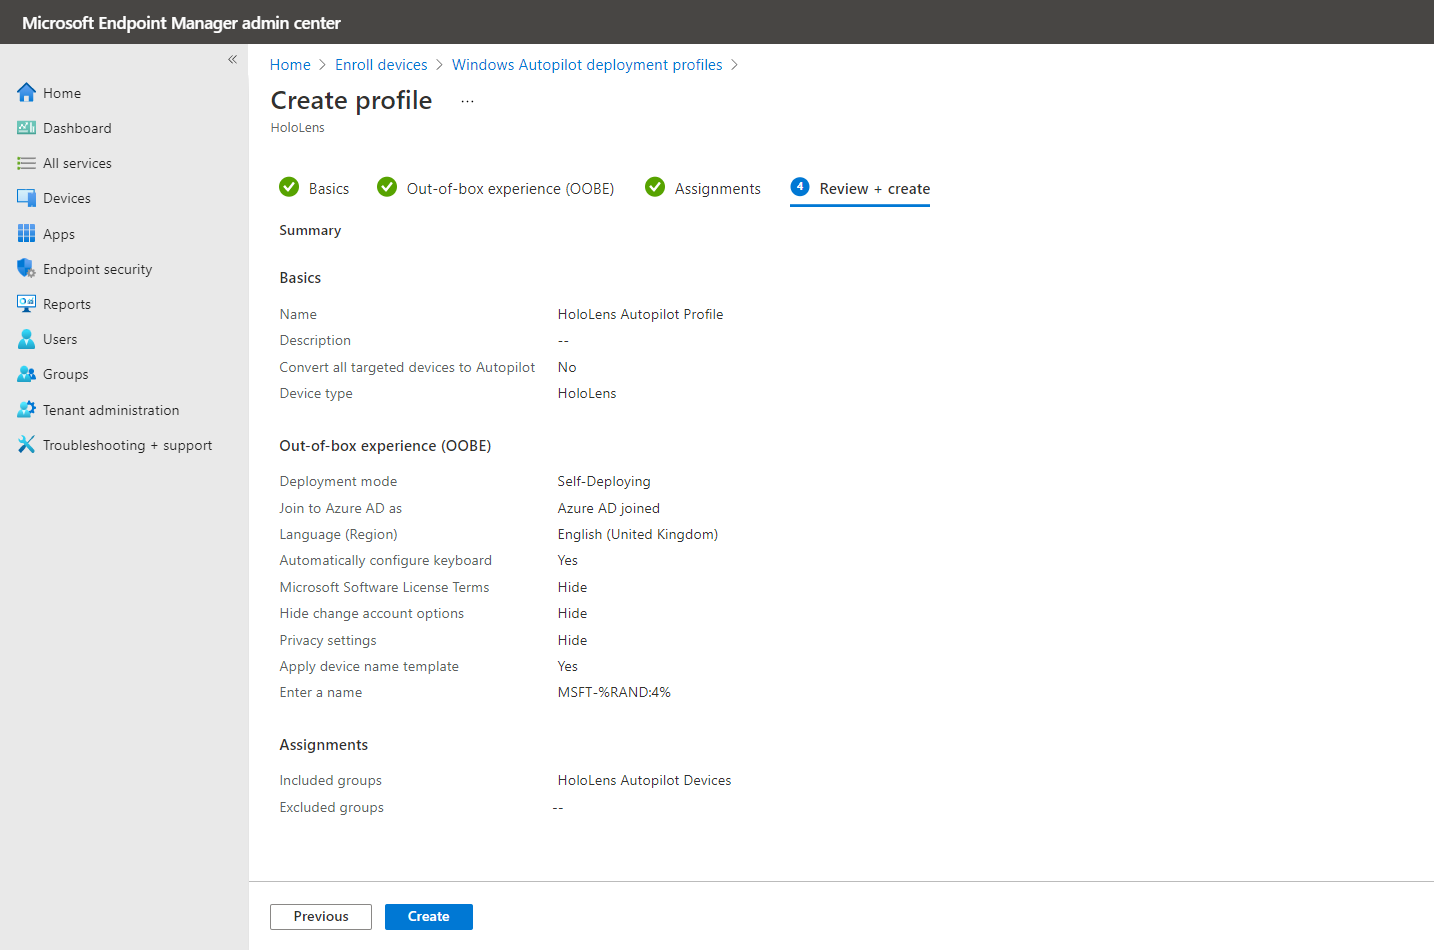 Microsoft Endpoint Manager admin center
«
Home
Dashboard
All services
Devices
Apps
Endpoint security
Reports
Users
Groups
Tenant administration
Troubleshooting + support
Home > Enroll devices > Windows Autopilot deployment profiles >
Create profile ...
HoloLens
Basics Out-of-box experience (OOBE) Assignments 4 Review + create
Summary
Basics
Name HoloLens Autopilot Profile
Description --
Convert all targeted devices to Autopilot No
Device type HoloLens
Out-of-box experience (OOBE)
Deployment mode Self-Deploying
Join to Azure AD as Azure AD joined
Language (Region) English (United Kingdom)
Automatically configure keyboard Yes
Microsoft Software License Terms Hide
Hide change account options Hide
Privacy settings Hide
Apply device name template Yes
Enter a name MSFT-%RAND:4%
Assignments
Included groups HoloLens Autopilot Devices
Excluded groups --
Previous Create